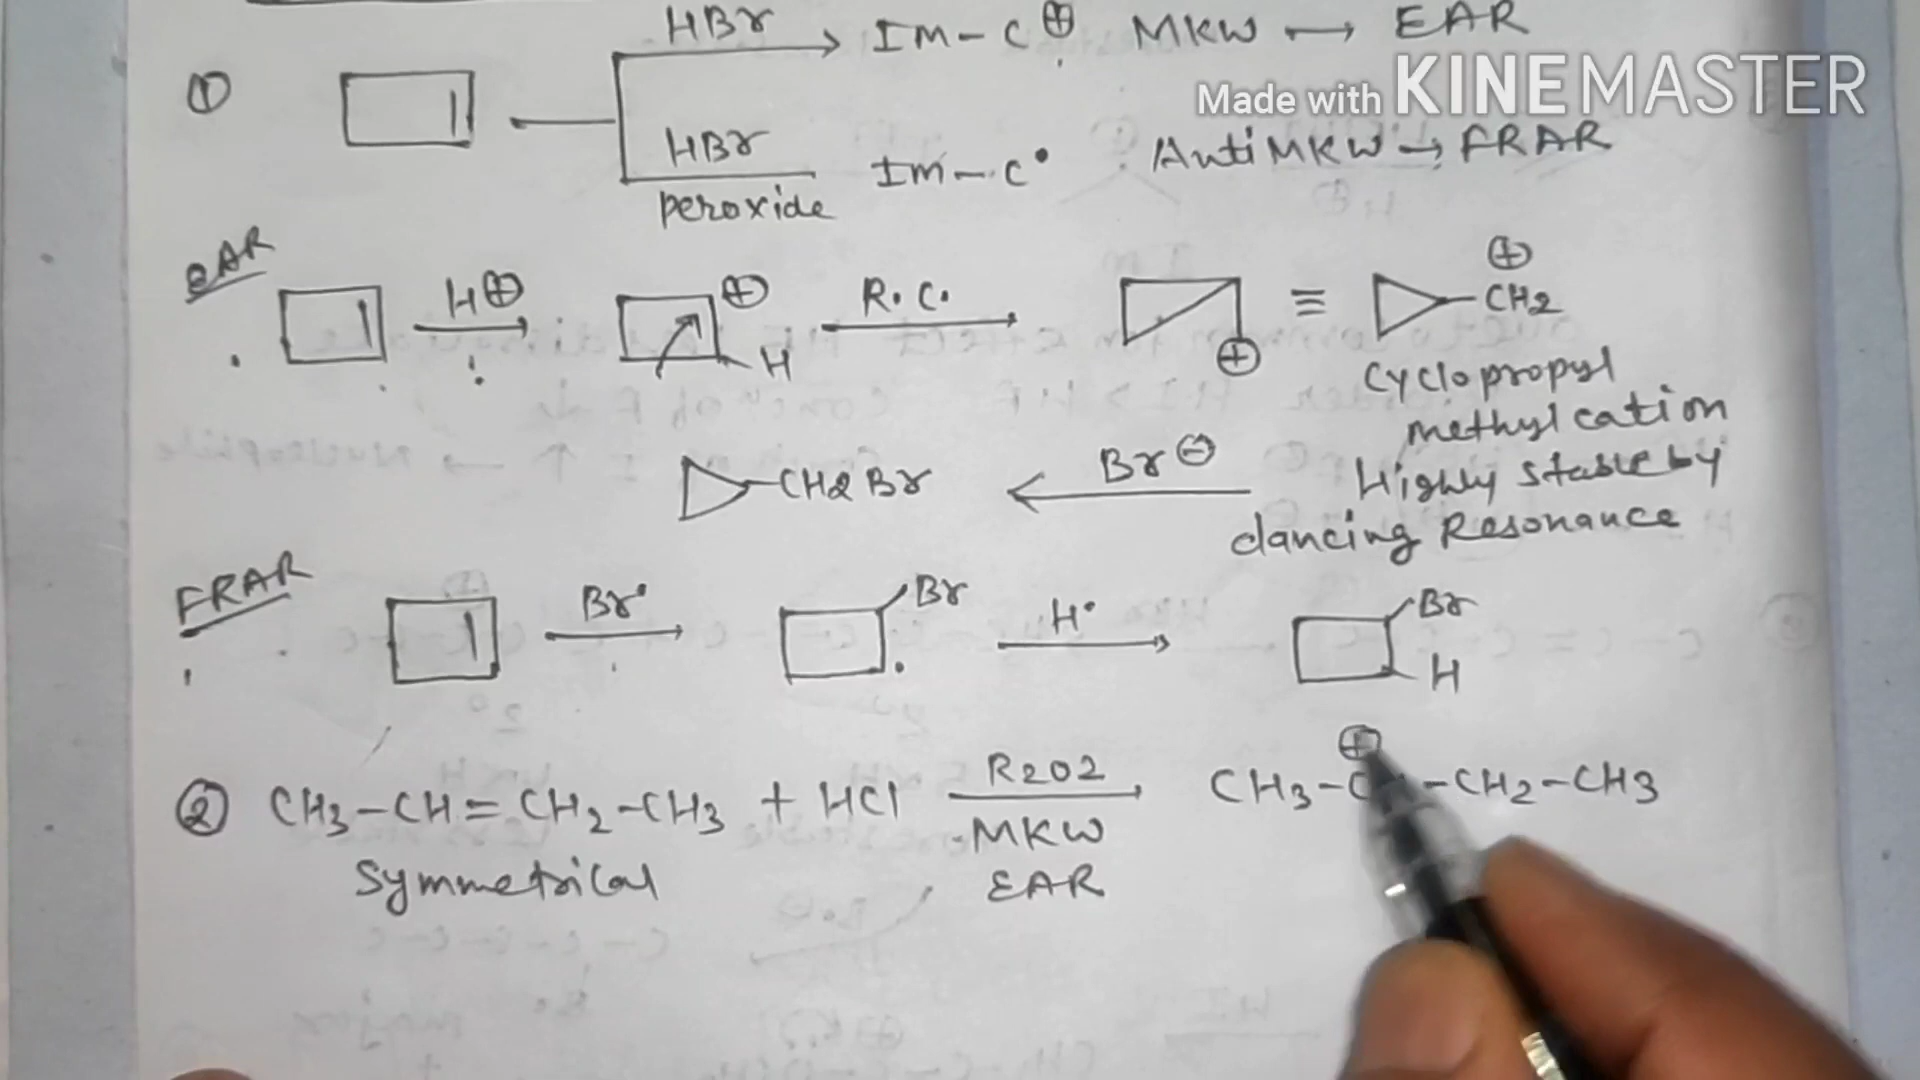 HBr
IM-C⊕ MKW → EAR
Made with KINEMASTER
①
HBr
peroxide
IM-C• Anti MKW → FRAR
EAR
H⊕
⊕
H
R.C.
⊕
≡
⊕
CH2
Cyclopropyl
methyl cation
Highly stable by
dancing Resonance
Br⊖
CH2Br
FRAR
Br•
Br
H•
Br
H
② CH3-CH=CH2-CH3 + HCl
R2O2
MKW
EAR
Symmetrical
⊕
CH3-C -CH2-CH3